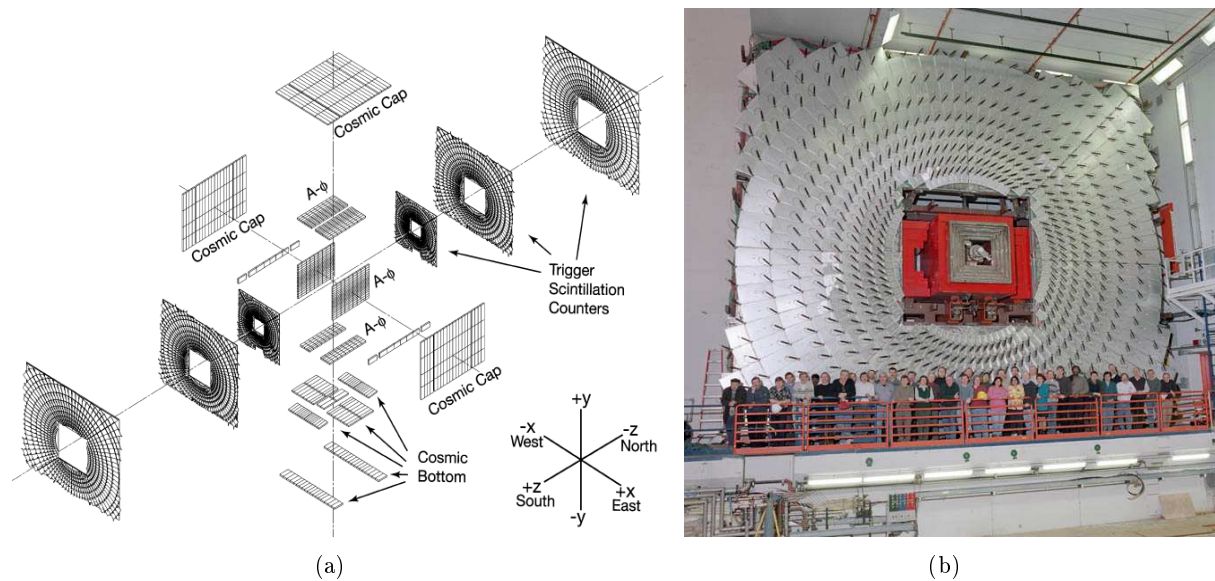 Cosmic Cap
A-ϕ
Cosmic Cap
A-ϕ
Trigger
Scintillation
Counters
A-ϕ
Cosmic Cap
Cosmic
Bottom
+y
-x
West
-z
North
+z
South
+x
East
-y
(a)
(b)